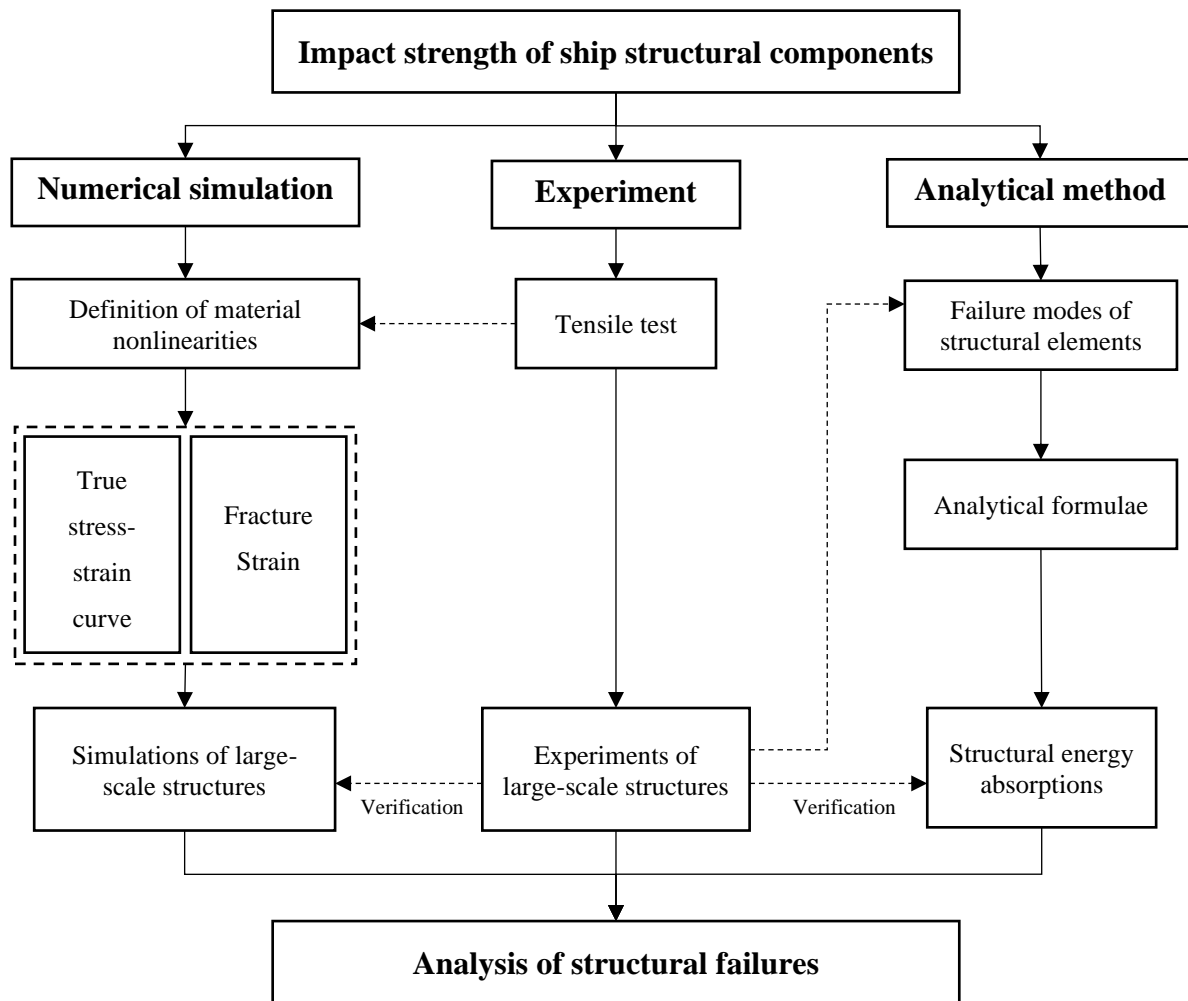 Impact strength of ship structural components
Numerical simulation
Experiment
Analytical method
Definition of material
nonlinearities
Tensile test
Failure modes of
structural elements
True
stress-
strain
curve
Fracture
Strain
Analytical formulae
Simulations of large-
scale structures
Verification
Experiments of
large-scale structures
Verification
Structural energy
absorptions
Analysis of structural failures